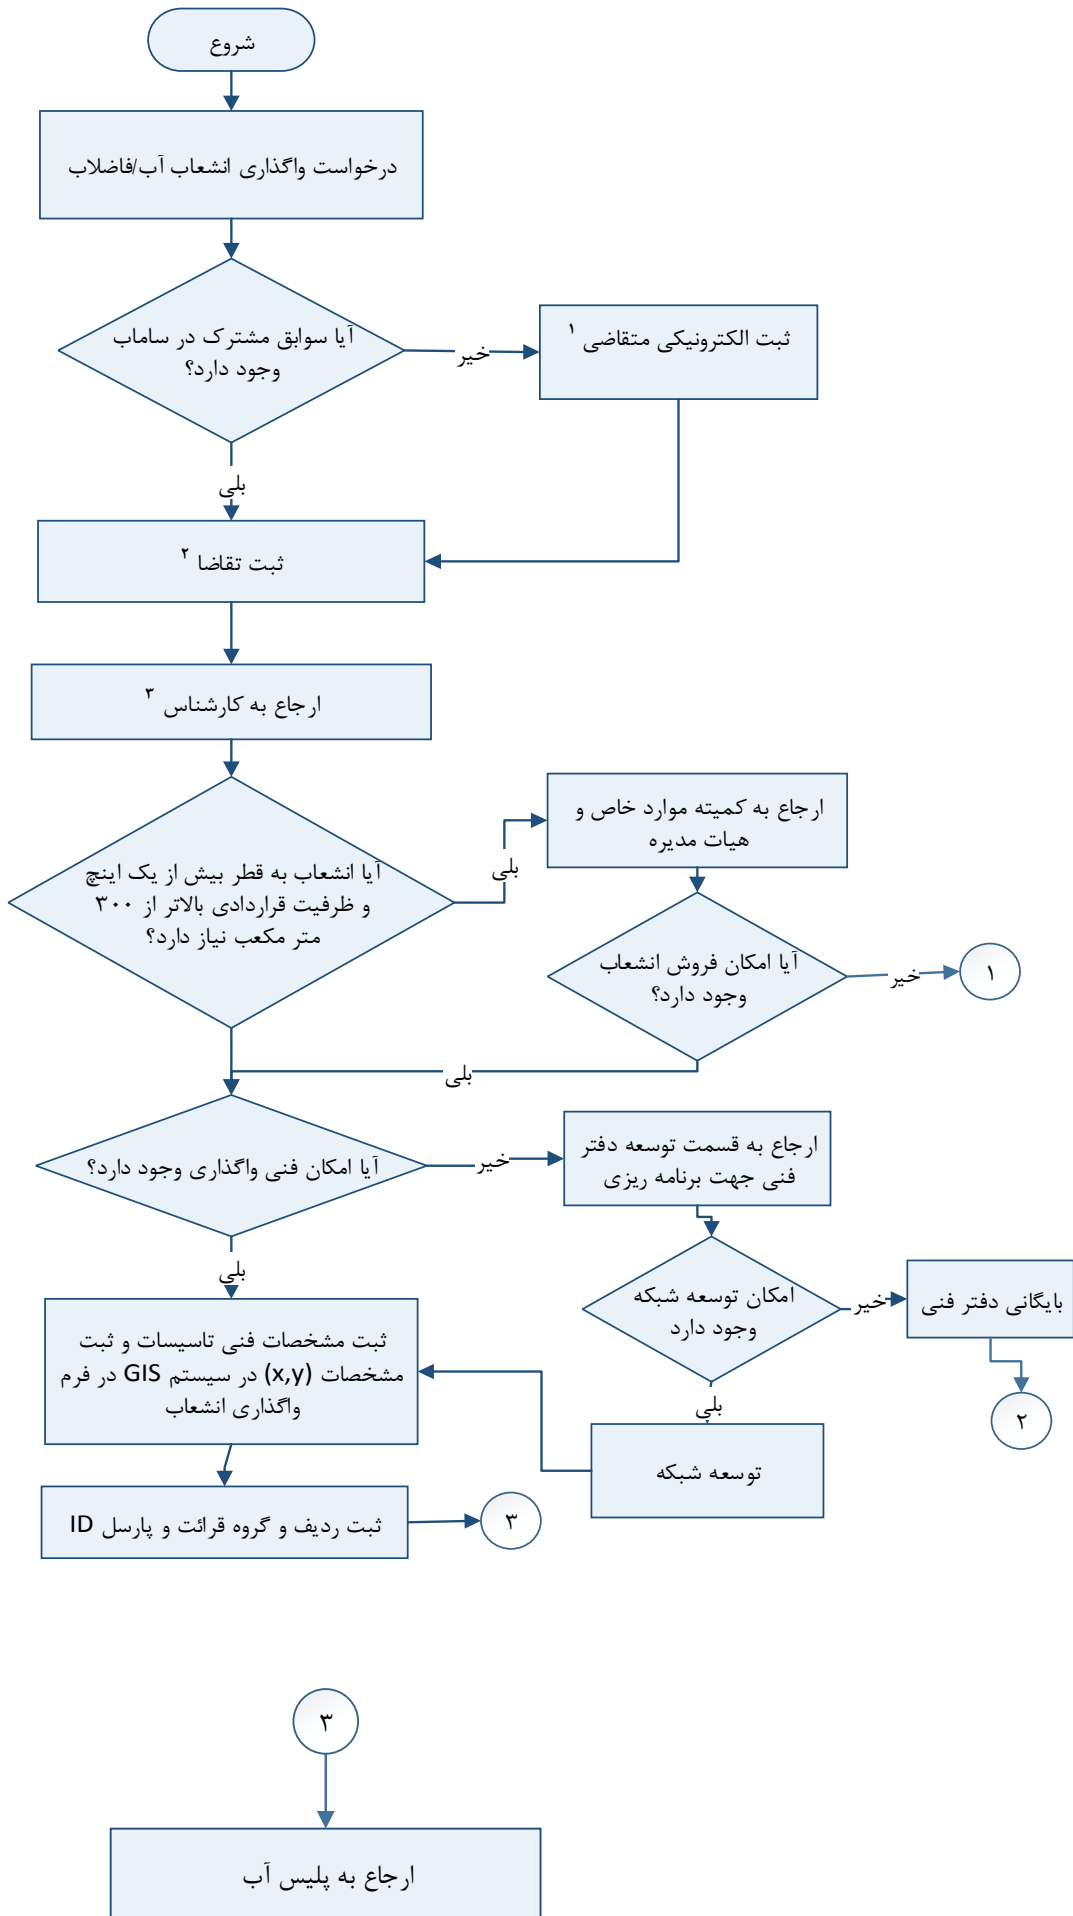 شروع
درخواست واگذاری انشعاب آب/فاضلاب
آیا سوابق مشترک در ساماب
وجود دارد؟
خیر
ثبت الکترونیکی متقاضی ۱
بلی
ثبت تقاضا ۲
ارجاع به کارشناس ۳
ارجاع به کمیته موارد خاص و
هیات مدیره
بلی
آیا انشعاب به قطر بیش از یک اینچ
و ظرفیت قراردادی بالاتر از ۳۰۰
متر مکعب نیاز دارد؟
آیا امکان فروش انشعاب
وجود دارد؟
خیر
۱
بلی
آیا امکان فنی واگذاری وجود دارد؟
خیر
ارجاع به قسمت توسعه دفتر
فنی جهت برنامه ریزی
بلی
امکان توسعه شبکه
وجود دارد
خیر
بایگانی دفتر فنی
۲
ثبت مشخصات فنی تاسیسات و ثبت
مشخصات (x,y) در سیستم GIS در فرم
واگذاری انشعاب
بلی
توسعه شبکه
ثبت ردیف و گروه قرائت و پارسل ID
۳
۳
ارجاع به پلیس آب